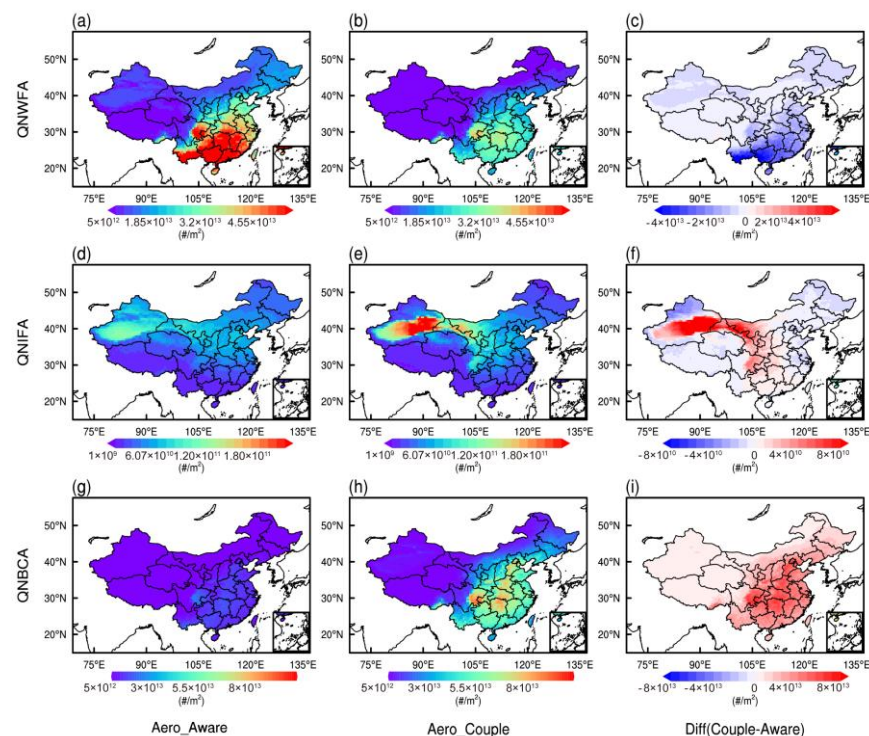 (a) (b) (c)
QNWFA
50°N 50°N 50°N
40°N 40°N 40°N
30°N 30°N 30°N
20°N 20°N 20°N
75°E 90°E 105°E 120°E 135°E 75°E 90°E 105°E 120°E 135°E 75°E 90°E 105°E 120°E 135°E
5×10¹² 1.85×10¹³ 3.2×10¹³ 4.55×10¹³ 5×10¹² 1.85×10¹³ 3.2×10¹³ 4.55×10¹³ -4×10¹³ -2×10¹³ 0 2×10¹³ 4×10¹³
(#/m²) (#/m²) (#/m²)
(d) (e) (f)
QNIFA
50°N 50°N 50°N
40°N 40°N 40°N
30°N 30°N 30°N
20°N 20°N 20°N
75°E 90°E 105°E 120°E 135°E 75°E 90°E 105°E 120°E 135°E 75°E 90°E 105°E 120°E 135°E
1×10⁹ 6.07×10¹⁰ 1.20×10¹¹ 1.80×10¹¹ 1×10⁹ 6.07×10¹⁰ 1.20×10¹¹ 1.80×10¹¹ -8×10¹⁰ -4×10¹⁰ 0 4×10¹⁰ 8×10¹⁰
(#/m²) (#/m²) (#/m²)
(g) (h) (i)
QNBCA
50°N 50°N 50°N
40°N 40°N 40°N
30°N 30°N 30°N
20°N 20°N 20°N
75°E 90°E 105°E 120°E 135°E 75°E 90°E 105°E 120°E 135°E 75°E 90°E 105°E 120°E 135°E
5×10¹² 3×10¹³ 5.5×10¹³ 8×10¹³ 5×10¹² 3×10¹³ 5.5×10¹³ 8×10¹³ -8×10¹³ -4×10¹³ 0 4×10¹³ 8×10¹³
(#/m²) (#/m²) (#/m²)
Aero_Aware Aero_Couple Diff(Couple-Aware)